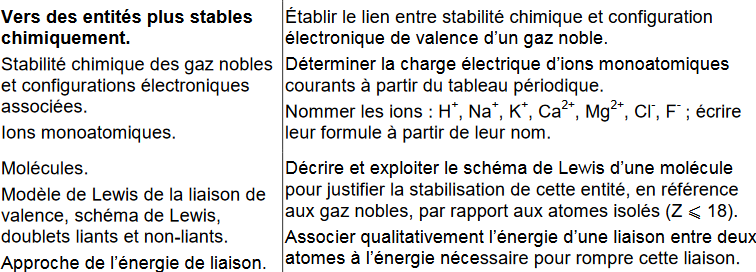 Vers des entités plus stables
chimiquement.
Stabilité chimique des gaz nobles
et configurations électroniques
associées.
Ions monoatomiques.
Établir le lien entre stabilité chimique et configuration
électronique de valence d’un gaz noble.
Déterminer la charge électrique d’ions monoatomiques
courants à partir du tableau périodique.
Nommer les ions : H⁺, Na⁺, K⁺, Ca²⁺, Mg²⁺, Cl⁻, F⁻ ; écrire
leur formule à partir de leur nom.
Molécules.
Modèle de Lewis de la liaison de
valence, schéma de Lewis,
doublets liants et non-liants.
Approche de l’énergie de liaison.
Décrire et exploiter le schéma de Lewis d’une molécule
pour justifier la stabilisation de cette entité, en référence
aux gaz nobles, par rapport aux atomes isolés (Z ⩽ 18).
Associer qualitativement l’énergie d’une liaison entre deux
atomes à l’énergie nécessaire pour rompre cette liaison.